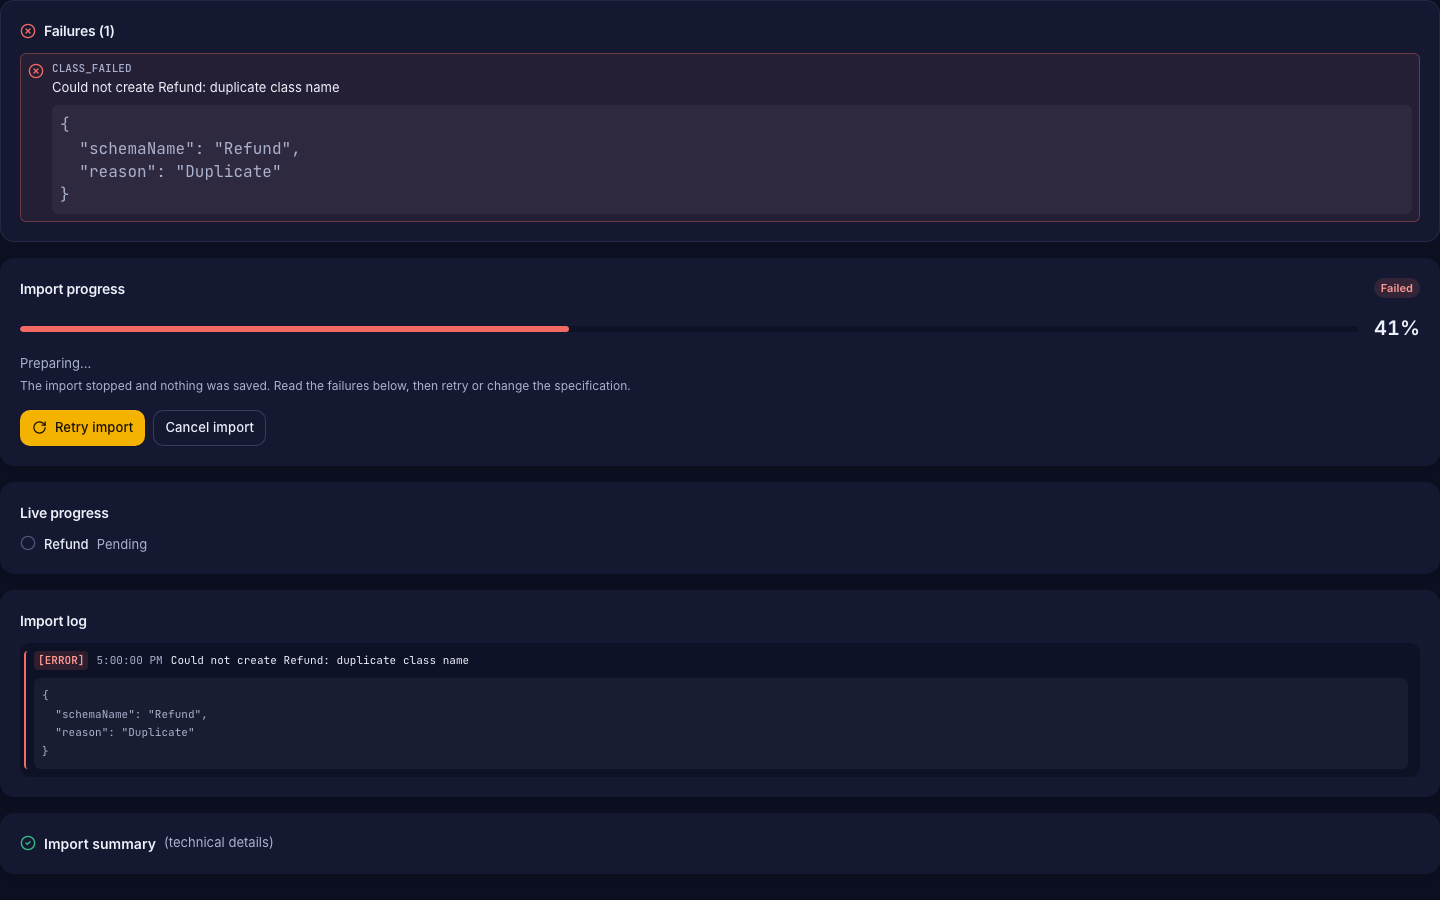 Failures (1)
CLASS_FAILED
Could not create Refund: duplicate class name
{
  "schemaName": "Refund",
  "reason": "Duplicate"
}
Import progress
Failed
41%
Preparing...
The import stopped and nothing was saved. Read the failures below, then retry or change the specification.
Retry import
Cancel import
Live progress
Refund Pending
Import log
[ERROR] 5:00:00 PM Could not create Refund: duplicate class name
{
  "schemaName": "Refund",
  "reason": "Duplicate"
}
Import summary (technical details)